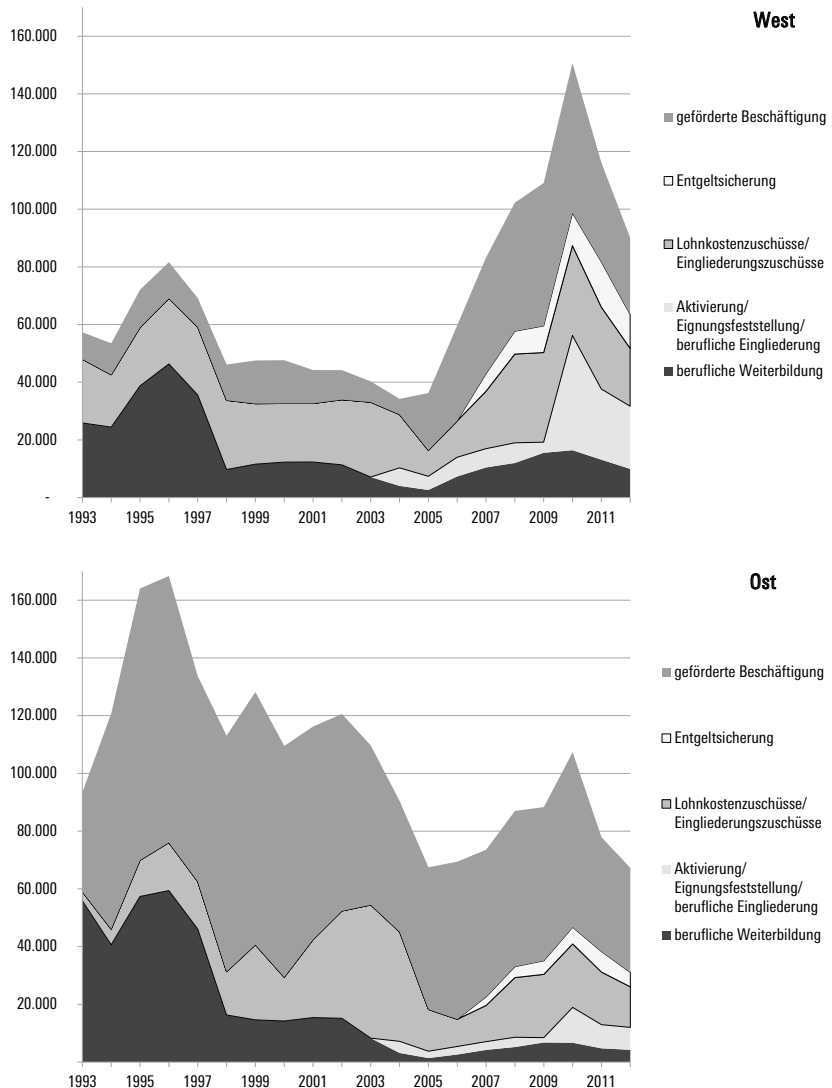 West
160.000
140.000
120.000
100.000
80.000
60.000
40.000
20.000
-
1993 1995 1997 1999 2001 2003 2005 2007 2009 2011
geförderte Beschäftigung
Entgeltsicherung
Lohnkostenzuschüsse/
Eingliederungszuschüsse
Aktivierung/
Eignungsfeststellung/
berufliche Eingliederung
berufliche Weiterbildung
Ost
160.000
140.000
120.000
100.000
80.000
60.000
40.000
20.000
1993 1995 1997 1999 2001 2003 2005 2007 2009 2011
geförderte Beschäftigung
Entgeltsicherung
Lohnkostenzuschüsse/
Eingliederungszuschüsse
Aktivierung/
Eignungsfeststellung/
berufliche Eingliederung
berufliche Weiterbildung